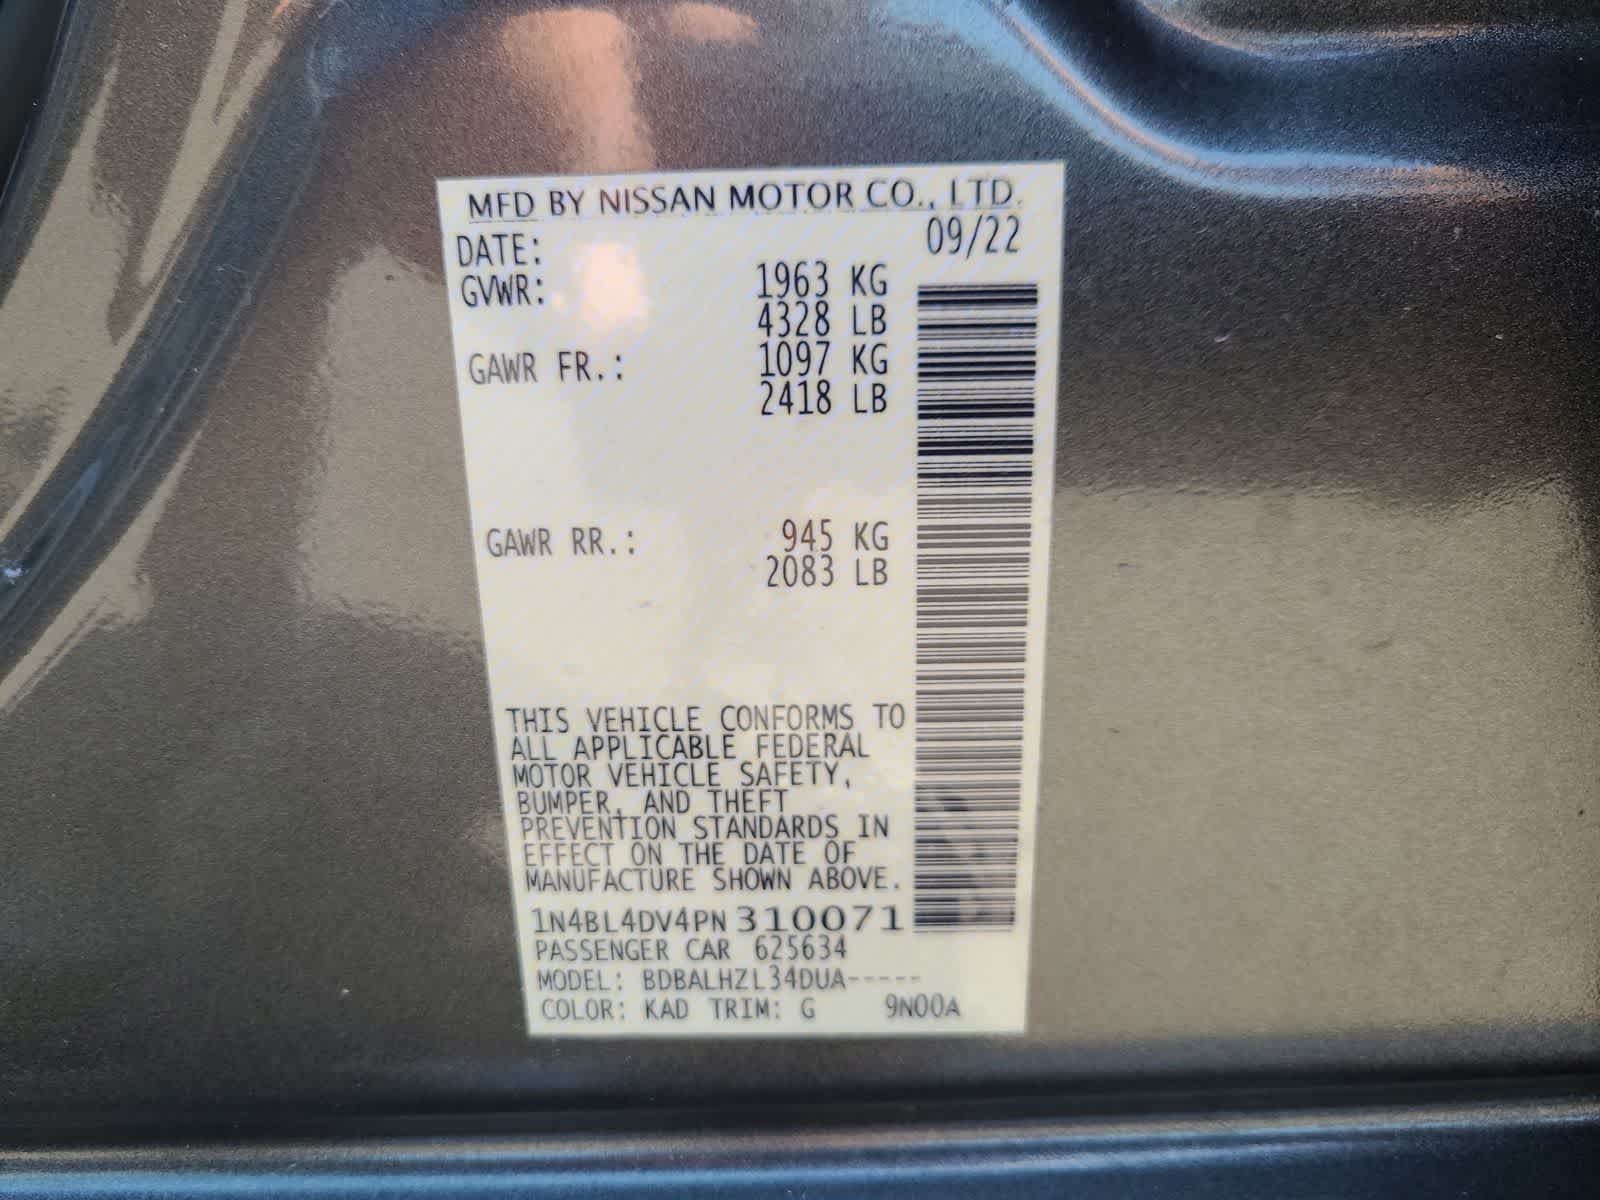 MFD BY NISSAN MOTOR CO., LTD.
DATE: 09/22
GVWR: 1963 KG
4328 LB
GAWR FR.: 1097 KG
2418 LB
GAWR RR.: 945 KG
2083 LB
THIS VEHICLE CONFORMS TO
ALL APPLICABLE FEDERAL
MOTOR VEHICLE SAFETY,
BUMPER, AND THEFT
PREVENTION STANDARDS IN
EFFECT ON THE DATE OF
MANUFACTURE SHOWN ABOVE.
1N4BL4DV4PN310071
PASSENGER CAR 625634
MODEL: BDBALHZL34DUA-----
COLOR: KAD TRIM: G 9N00A